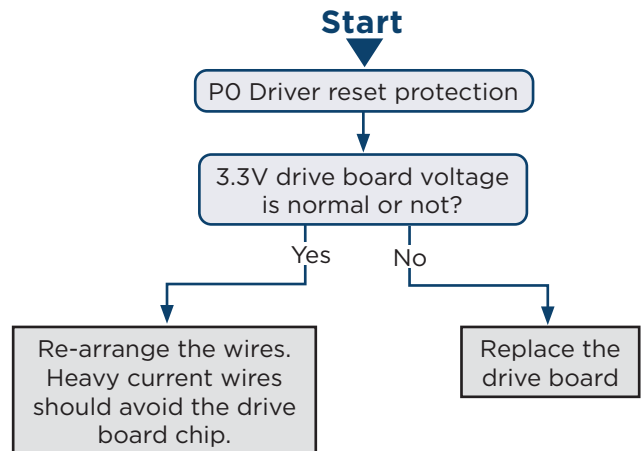 Start
P0 Driver reset protection
3.3V drive board voltage
is normal or not?
Yes
No
Re-arrange the wires.
Heavy current wires
should avoid the drive
board chip.
Replace the
drive board